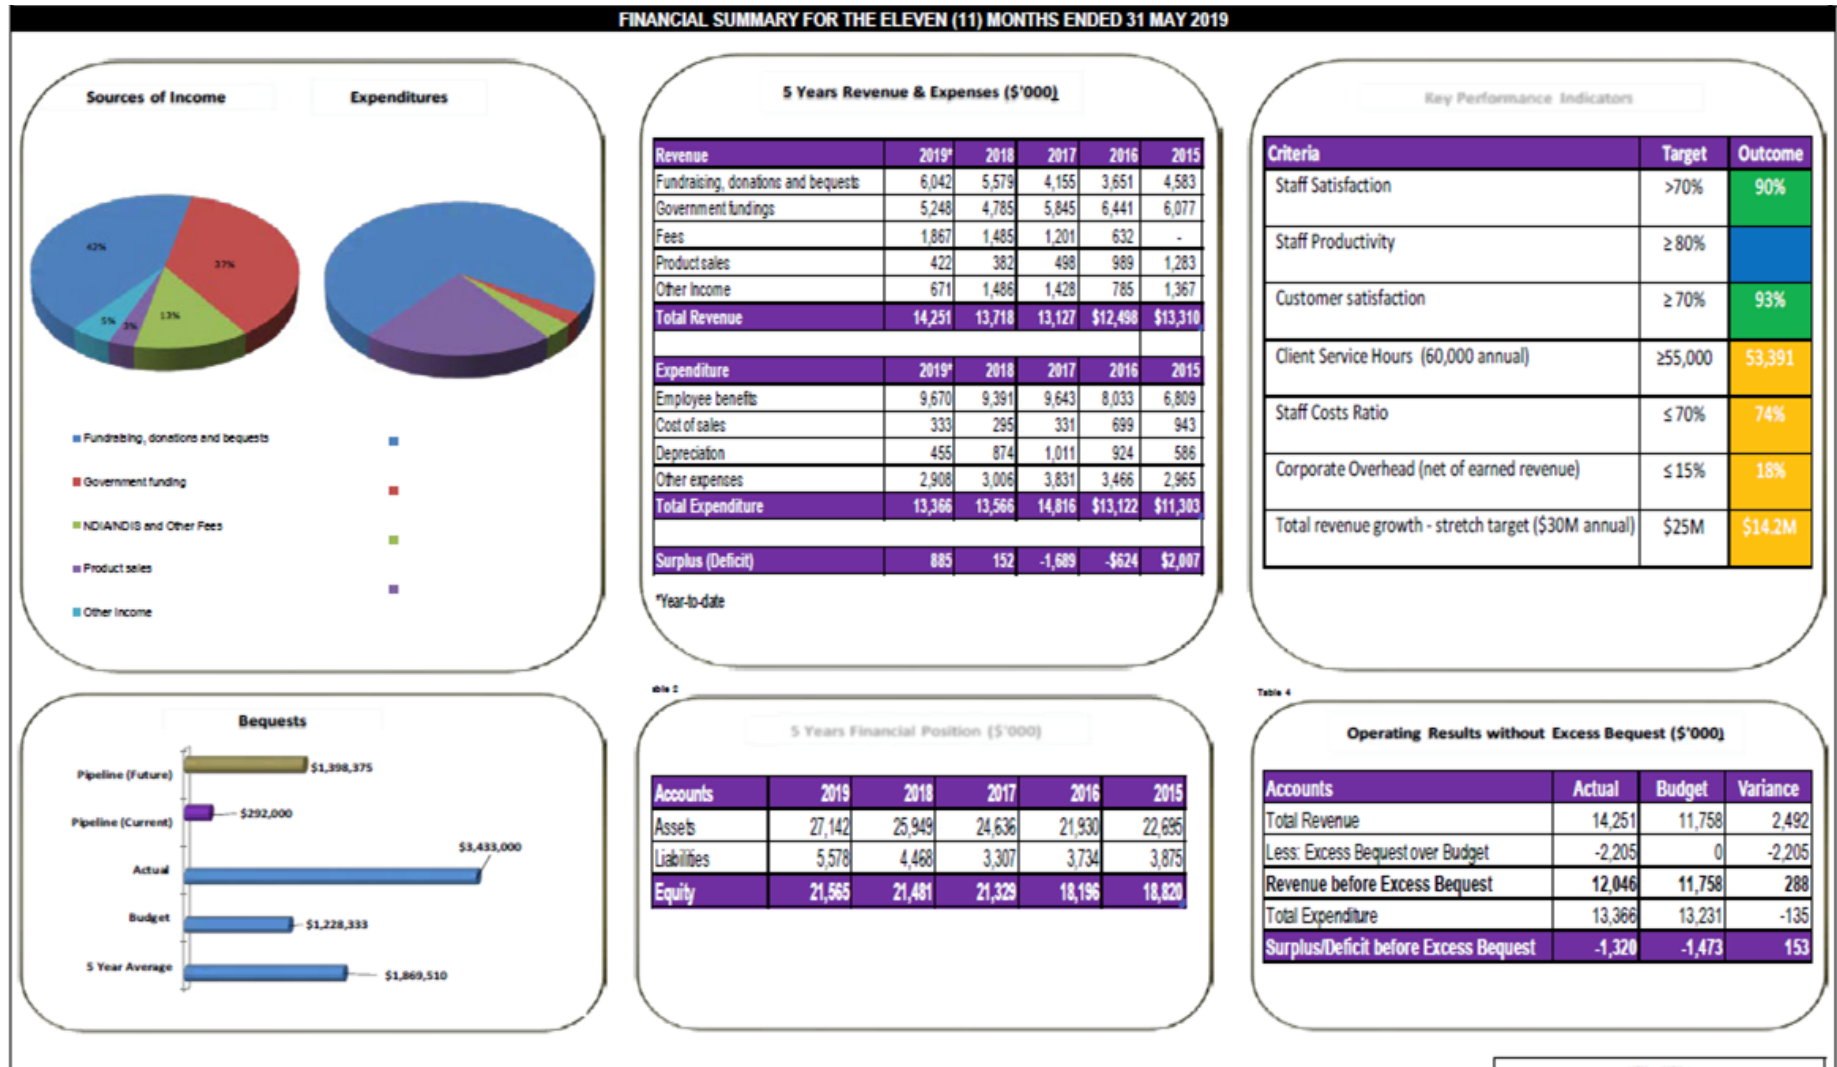 FINANCIAL SUMMARY FOR THE ELEVEN (11) MONTHS ENDED 31 MAY 2019
Sources of Income
Expenditures
42%
37%
13%
3%
5%
Fundraising, donations and bequests
Government funding
NDIA/NDIS and Other Fees
Product sales
Other Income
5 Years Revenue & Expenses ($'000)
Revenue 2019* 2018 2017 2016 2015
Fundraising, donations and bequests 6,042 5,579 4,155 3,651 4,583
Government fundings 5,248 4,785 5,845 6,441 6,077
Fees 1,867 1,485 1,201 632 -
Product sales 422 382 498 989 1,283
Other Income 671 1,486 1,428 785 1,367
Total Revenue 14,251 13,718 13,127 $12,498 $13,310
Expenditure 2019* 2018 2017 2016 2015
Employee benefits 9,670 9,391 9,643 8,033 6,809
Cost of sales 333 295 331 699 943
Depreciation 455 874 1,011 924 586
Other expenses 2,908 3,006 3,831 3,466 2,965
Total Expenditure 13,366 13,566 14,816 $13,122 $11,303
Surplus (Deficit) 885 152 -1,689 -$624 $2,007
*Year-to-date
Key Performance Indicators
Criteria Target Outcome
Staff Satisfaction >70% 90%
Staff Productivity ≥ 80%
Customer satisfaction ≥ 70% 93%
Client Service Hours (60,000 annual) ≥55,000 53,391
Staff Costs Ratio ≤ 70% 74%
Corporate Overhead (net of earned revenue) ≤ 15% 18%
Total revenue growth - stretch target ($30M annual) $25M $14.2M
Bequests
Pipeline (Future) $1,398,375
Pipeline (Current) $292,000
Actual $3,433,000
Budget $1,228,333
5 Year Average $1,869,510
able 2
5 Years Financial Position ($'000)
Accounts 2019 2018 2017 2016 2015
Assets 27,142 25,949 24,636 21,930 22,695
Liabilities 5,578 4,468 3,307 3,734 3,875
Equity 21,565 21,481 21,329 18,196 18,820
Table 4
Operating Results without Excess Bequest ($'000)
Accounts Actual Budget Variance
Total Revenue 14,251 11,758 2,492
Less: Excess Bequest over Budget -2,205 0 -2,205
Revenue before Excess Bequest 12,046 11,758 288
Total Expenditure 13,366 13,231 -135
Surplus/Deficit before Excess Bequest -1,320 -1,473 153